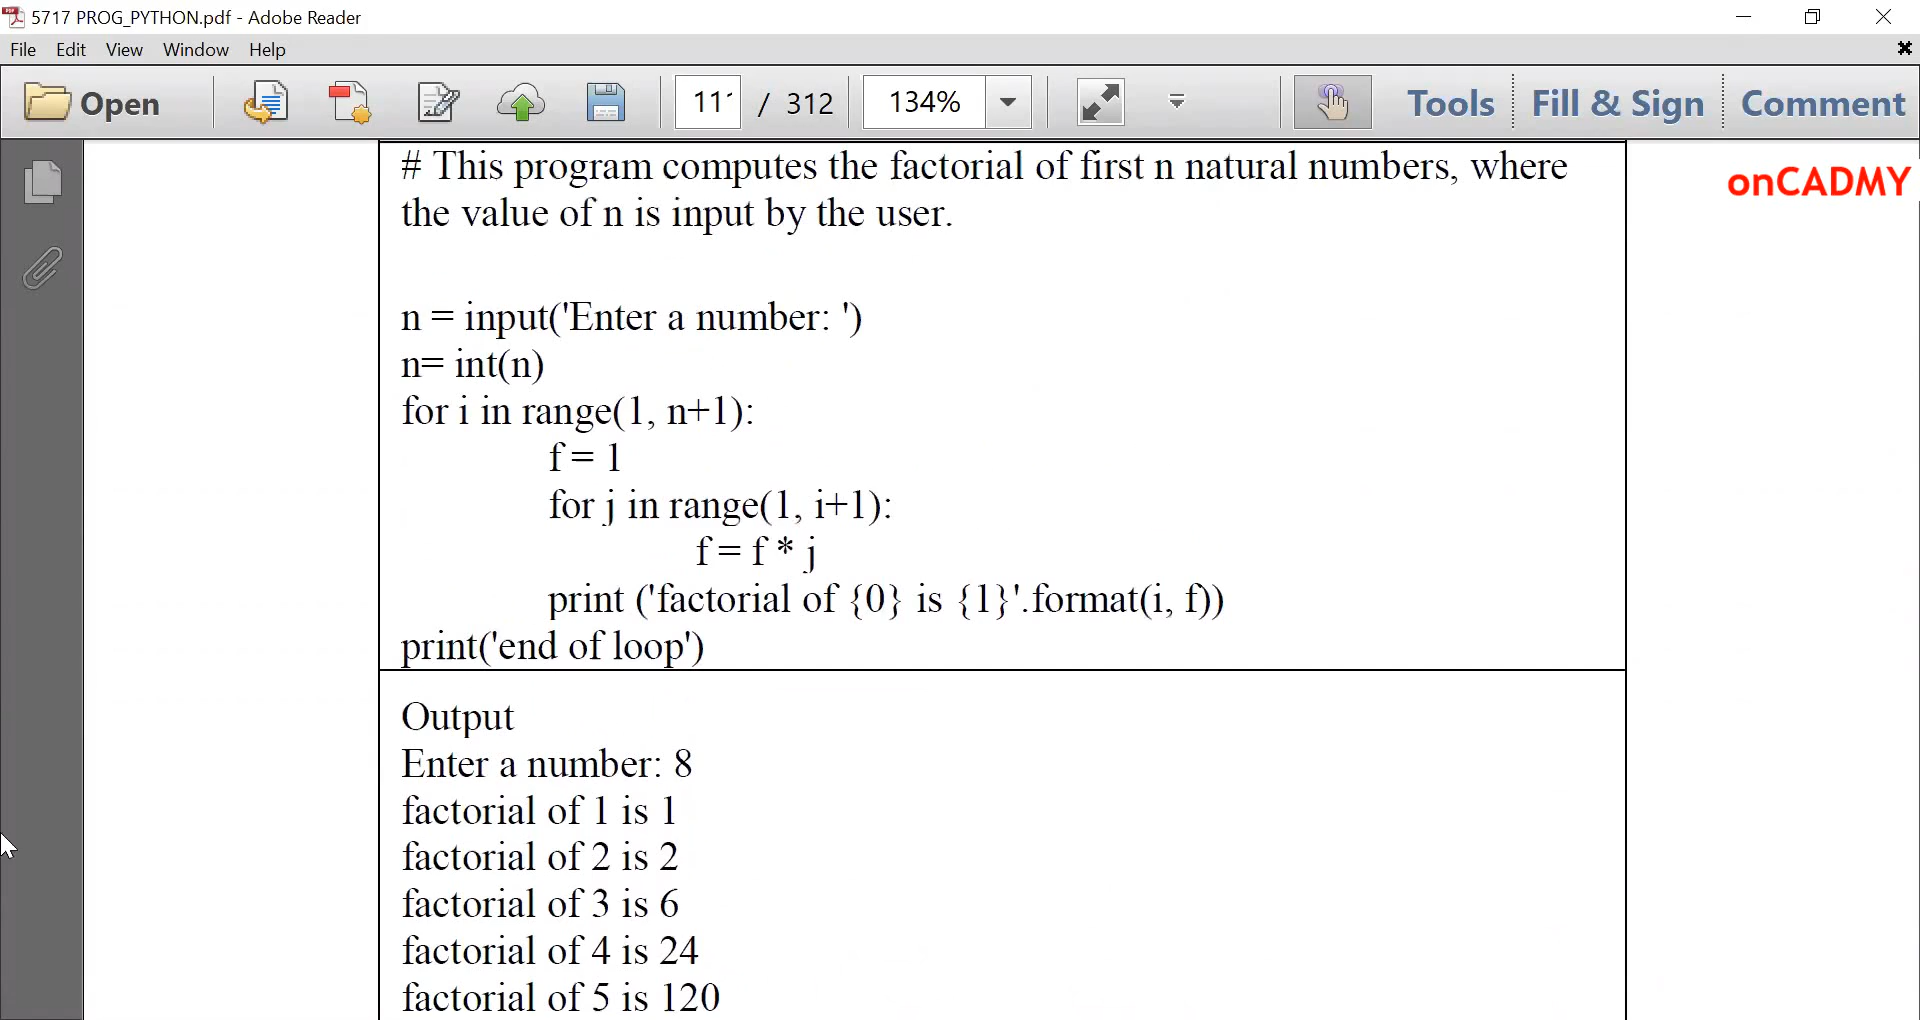 5717 PROG_PYTHON.pdf - Adobe Reader
File Edit View Window Help
Open 11 / 312 134% Tools Fill & Sign Comment
onCADMY
# This program computes the factorial of first n natural numbers, where
the value of n is input by the user.
n = input('Enter a number: ')
n= int(n)
for i in range(1, n+1):
f = 1
for j in range(1, i+1):
f = f * j
print ('factorial of {0} is {1}'.format(i, f))
print('end of loop')
Output
Enter a number: 8
factorial of 1 is 1
factorial of 2 is 2
factorial of 3 is 6
factorial of 4 is 24
factorial of 5 is 120